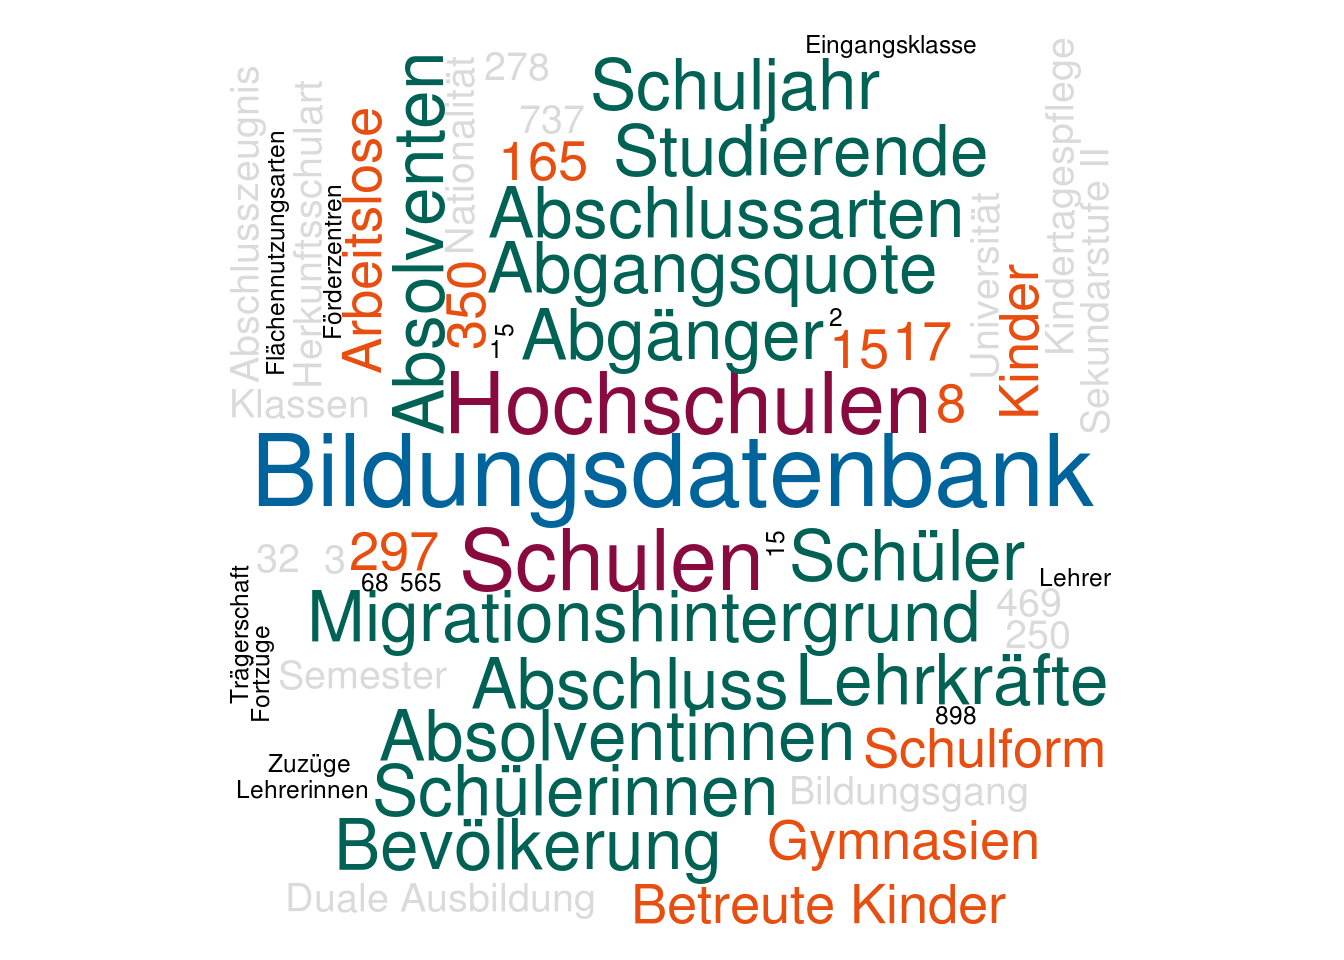 Eingangsklasse
Schuljahr
278
737
165
Studierende
Abschlusszeugnis
Flächennutzungsarten
Herkunftsschulart
Förderzentren
Arbeitslose
Absolventen
Nationalität
350
Abschlussarten
Abgangsquote
Universität
Kinder
Kindertagespflege
Sekundarstufe II
1
5
Abgänger
2
15
17
Klassen
Hochschulen
8
Bildungsdatenbank
32
3
297
Schulen
15
Schüler
68
565
Lehrer
Trägerschaft
Fortzüge
Migrationshintergrund
469
250
Semester
Abschluss
Lehrkräfte
898
Absolventinnen
Schulform
Zuzüge
Lehrerinnen
Schülerinnen
Bildungsgang
Bevölkerung
Gymnasien
Duale Ausbildung
Betreute Kinder